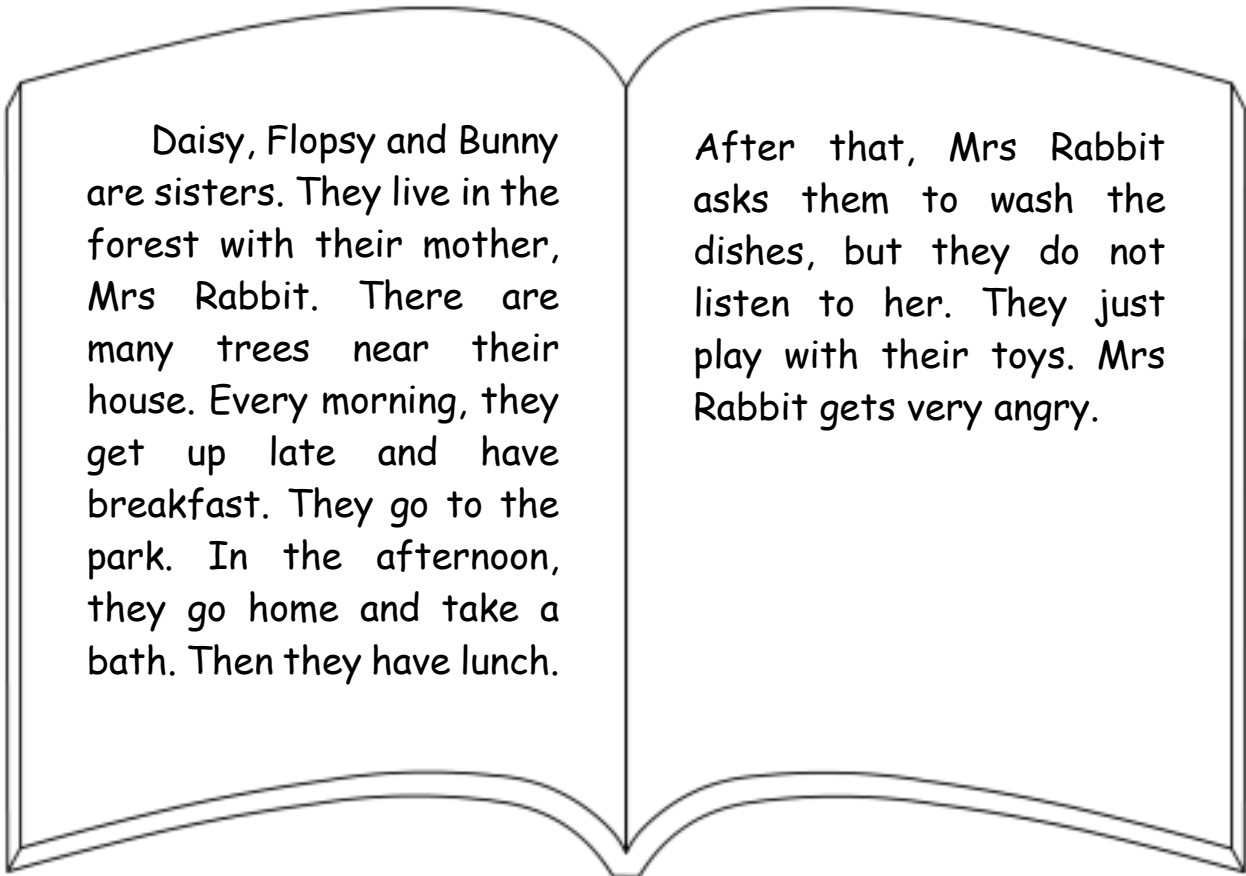 Daisy, Flopsy and Bunny
are sisters. They live in the
forest with their mother,
Mrs Rabbit. There are
many trees near their
house. Every morning, they
get up late and have
breakfast. They go to the
park. In the afternoon,
they go home and take a
bath. Then they have lunch.
After that, Mrs Rabbit
asks them to wash the
dishes, but they do not
listen to her. They just
play with their toys. Mrs
Rabbit gets very angry.